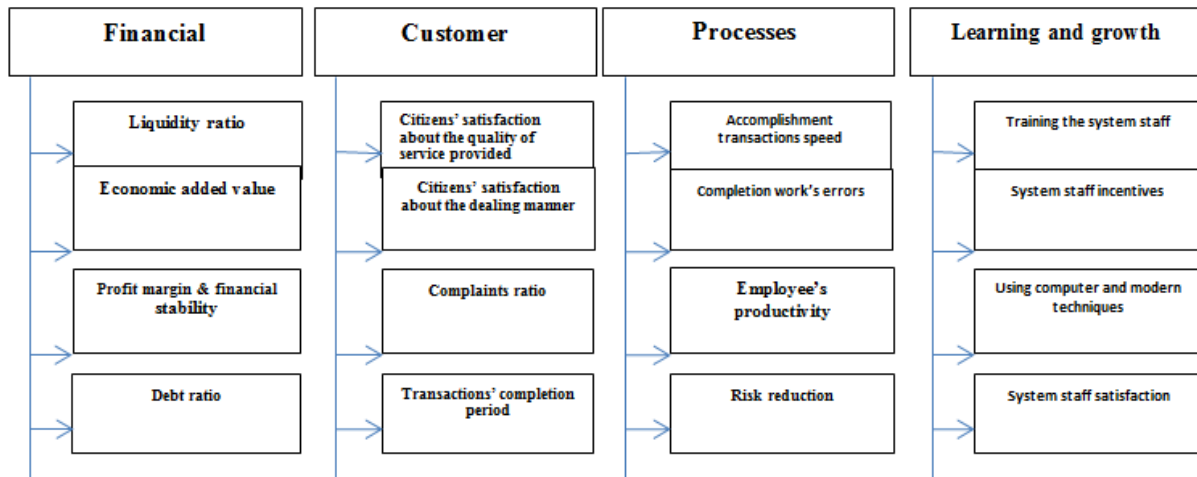 Financial
Liquidity ratio
Economic added value
Profit margin & financial
stability
Debt ratio
Customer
Citizens' satisfaction
about the quality of
service provided
Citizens' satisfaction
about the dealing manner
Complaints ratio
Transactions' completion
period
Processes
Accomplishment
transactions speed
Completion work's errors
Employee's
productivity
Risk reduction
Learning and growth
Training the system staff
System staff incentives
Using computer and modern
techniques
System staff satisfaction